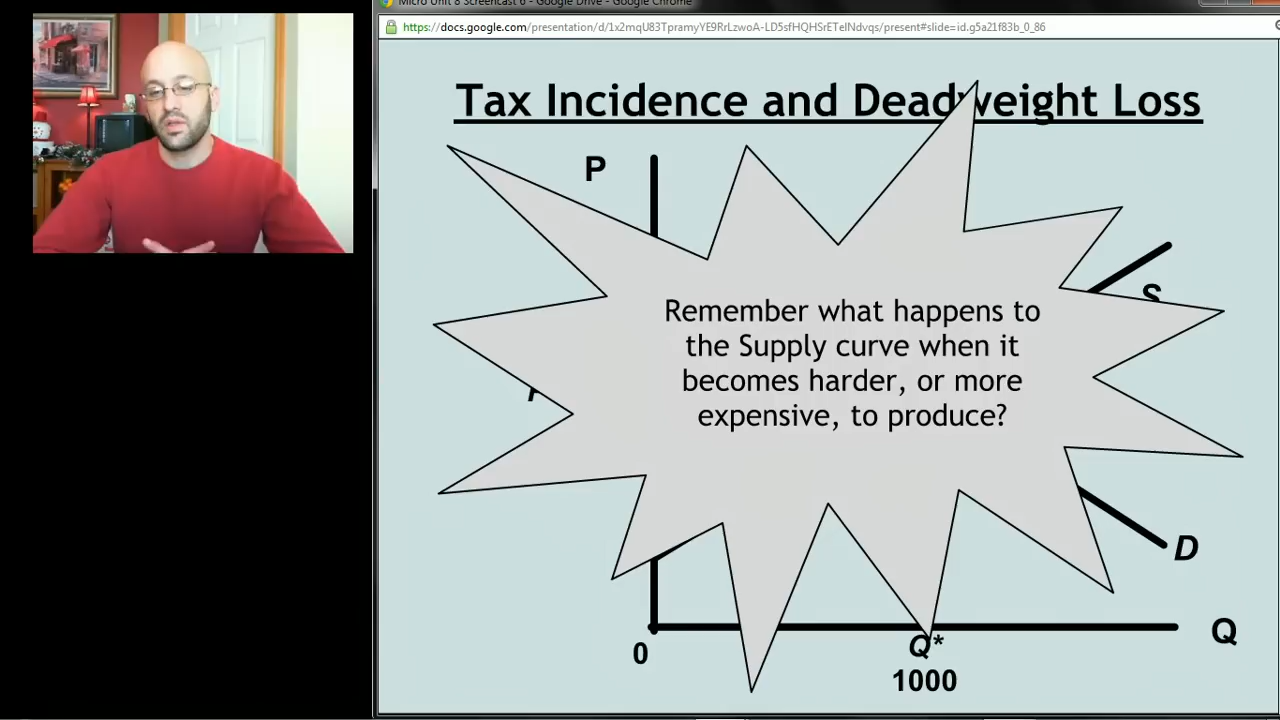 Micro Unit 8 Screencast 6 - Google Drive - Google Chrome
https://docs.google.com/presentation/d/1x2mqU83TpramyYE9RrLzwoA-LD5sfHQHSrETelNdvqs/present#slide=id.g5a21f83b_0_86
Tax Incidence and Deadweight Loss
P
S
Remember what happens to
the Supply curve when it
becomes harder, or more
expensive, to produce?
D
Q
0
Q*
1000